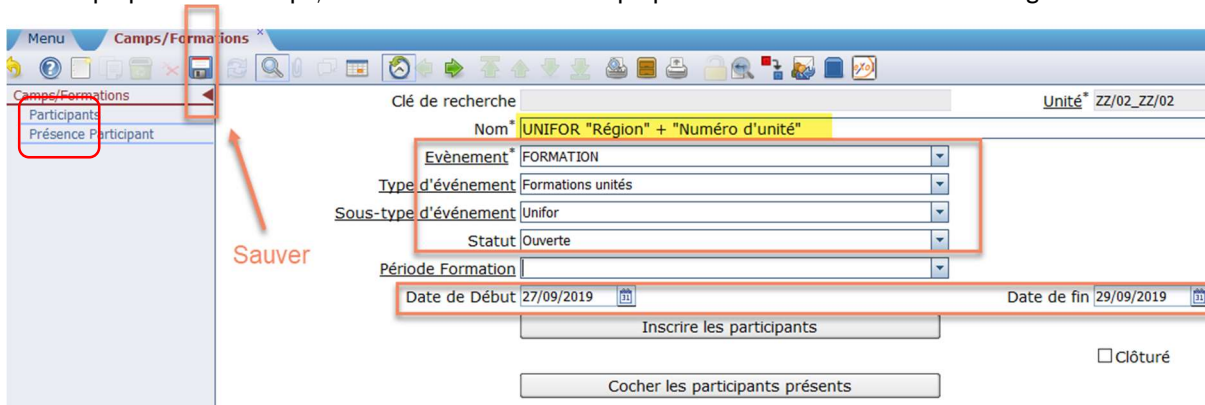 Menu Camps/Formations ×
Camps/Formations
Participants
Présence Participant
Clé de recherche Unité* ZZ/02_ZZ/02
Nom* UNIFOR "Région" + "Numéro d'unité"
Evènement* FORMATION
Type d'événement Formations unités
Sous-type d'événement Unifor
Statut Ouverte
Sauver
Période Formation
Date de Début 27/09/2019 31 Date de fin 29/09/2019 31
Inscrire les participants
Clôturé
Cocher les participants présents